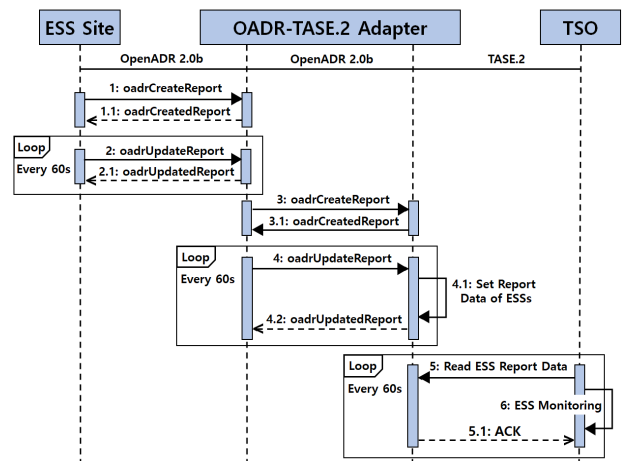 ESS Site
OADR-TASE.2 Adapter
TSO
OpenADR 2.0b
OpenADR 2.0b
TASE.2
1: oadrCreateReport
1.1: oadrCreatedReport
Loop
Every 60s
2: oadrUpdateReport
2.1: oadrUpdatedReport
3: oadrCreateReport
3.1: oadrCreatedReport
Loop
Every 60s
4: oadrUpdateReport
4.1: Set Report
Data of ESSs
4.2: oadrUpdatedReport
Loop
Every 60s
5: Read ESS Report Data
6: ESS Monitoring
5.1: ACK